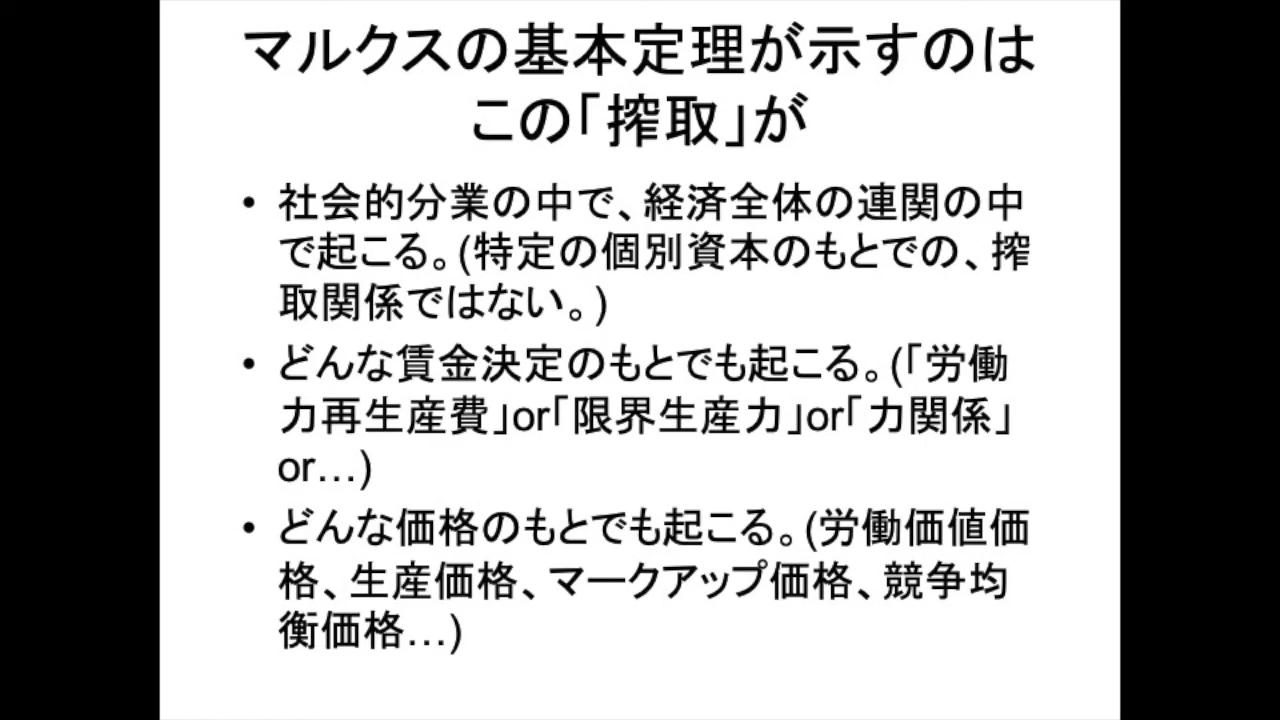 マルクスの基本定理が示すのは
この「搾取」が
• 社会的分業の中で、経済全体の連関の中
で起こる。(特定の個別資本のもとでの、搾
取関係ではない。)
• どんな賃金決定のもとでも起こる。(「労働
力再生産費」or「限界生産力」or「力関係」
or…)
• どんな価格のもとでも起こる。(労働価値価
格、生産価格、マークアップ価格、競争均
衡価格…)